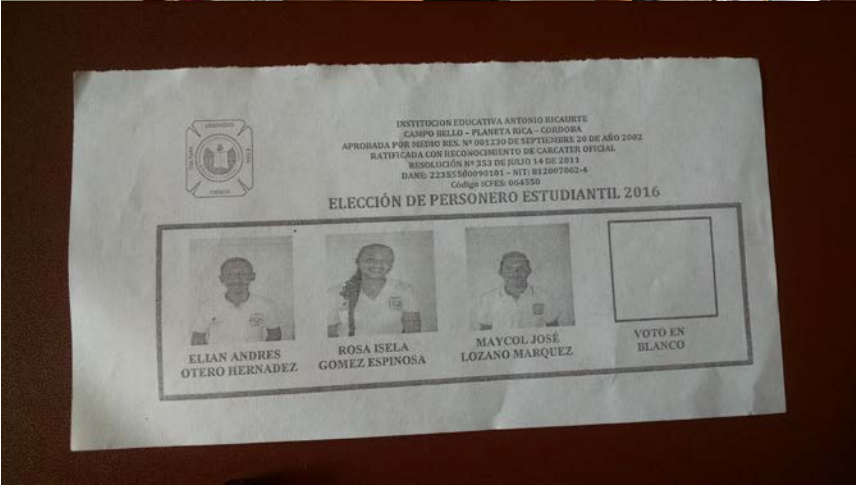 INSTITUCION EDUCATIVA ANTONIO RICAURTE
CAMPO BELLO – PLANETA RICA – CORDOBA
APROBADA POR MEDIO RES. Nº 001230 DE SEPTIEMBRE 20 DE AÑO 2002
RATIFICADA CON RECONOCIMIENTO DE CARCATER OFICIAL
RESOLUCIÓN Nº 253 DE JULIO 14 DE 2011
DANE: 22355500090101 – NIT: 812007062-4
Código ICFES: 064550
ELECCIÓN DE PERSONERO ESTUDIANTIL 2016
ELIAN ANDRES
OTERO HERNADEZ
ROSA ISELA
GOMEZ ESPINOSA
MAYCOL JOSÉ
LOZANO MARQUEZ
VOTO EN
BLANCO